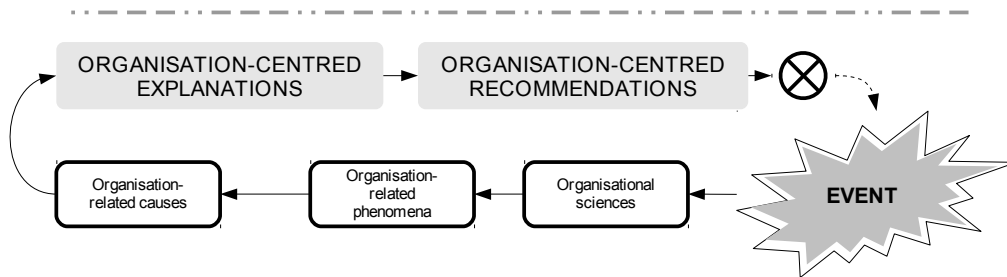 ORGANISATION-CENTRED
EXPLANATIONS
ORGANISATION-CENTRED
RECOMMENDATIONS
Organisation-
related causes
Organisation-
related
phenomena
Organisational
sciences
EVENT